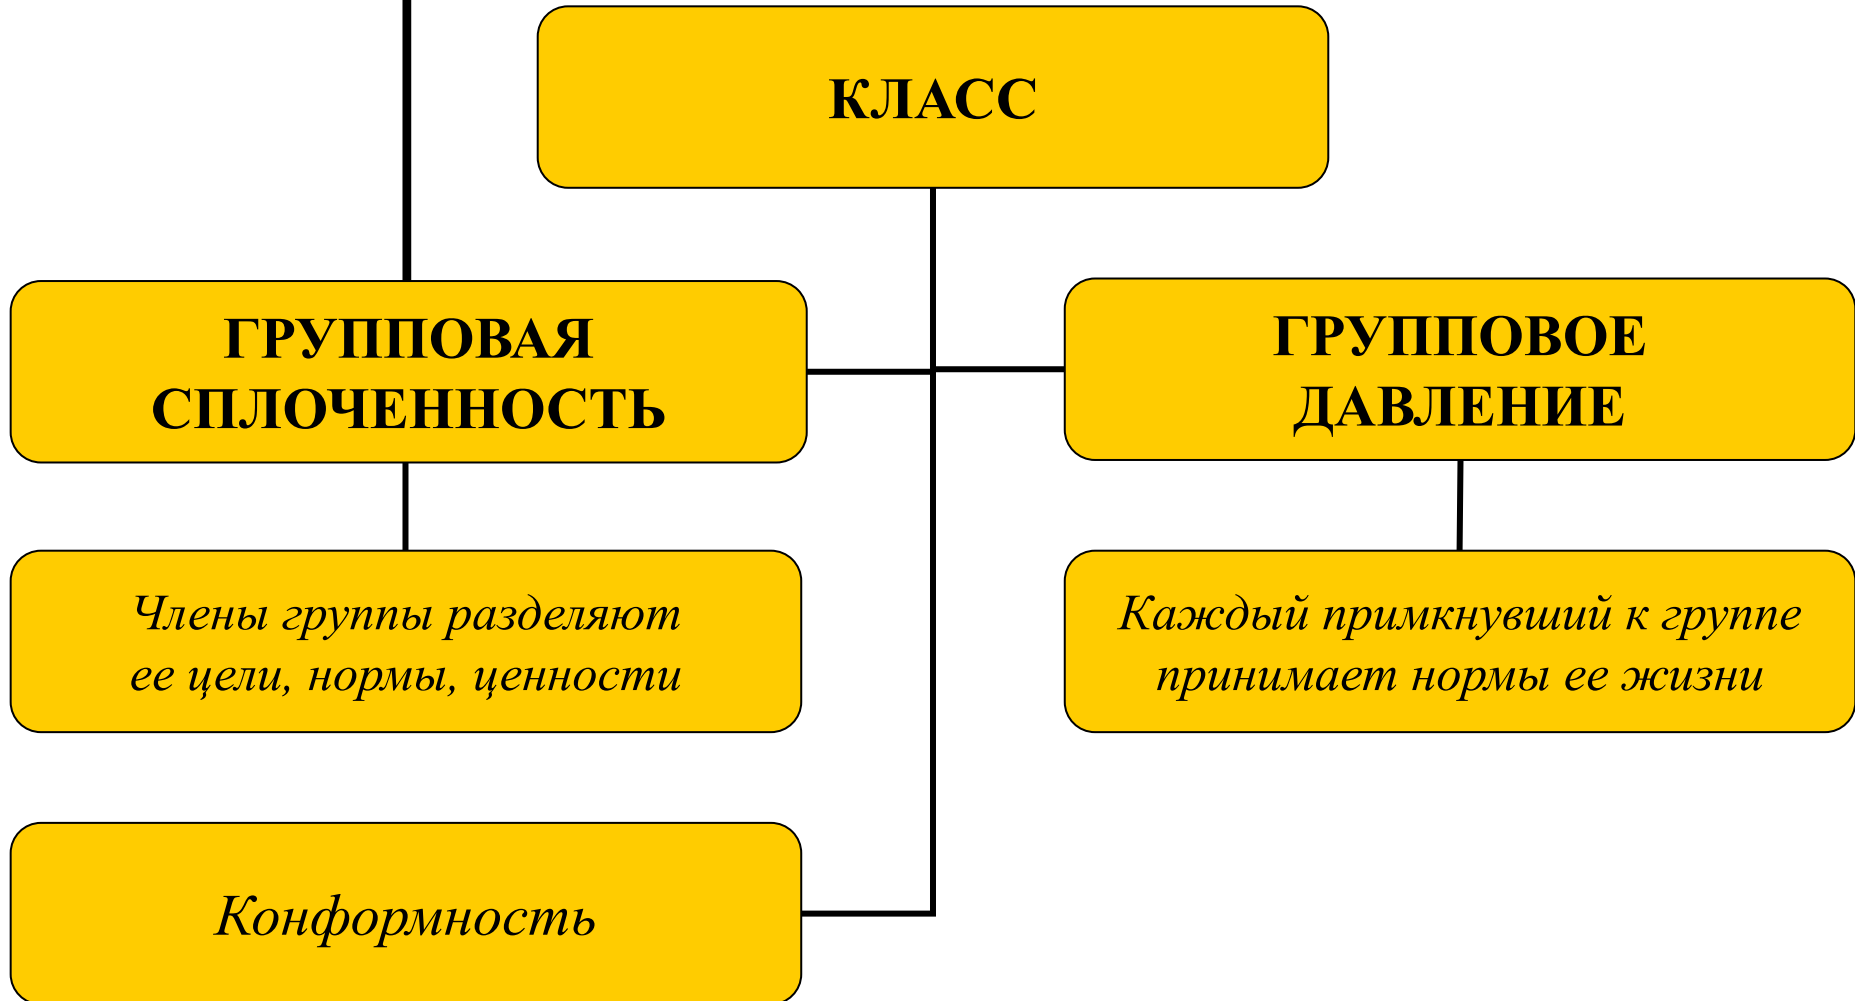 КЛАСС
ГРУППОВАЯ
СПЛОЧЕННОСТЬ
ГРУППОВОЕ
ДАВЛЕНИЕ
Члены группы разделяют
ее цели, нормы, ценности
Каждый примкнувший к группе
принимает нормы ее жизни
Конформность